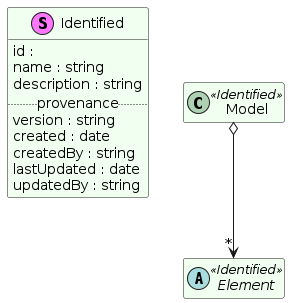 S Identified
id :
name : string
description : string
provenance
version : string
created : date
createdBy : string
lastUpdated : date
updatedBy : string
C «Identified»
Model
*
A «Identified»
Element